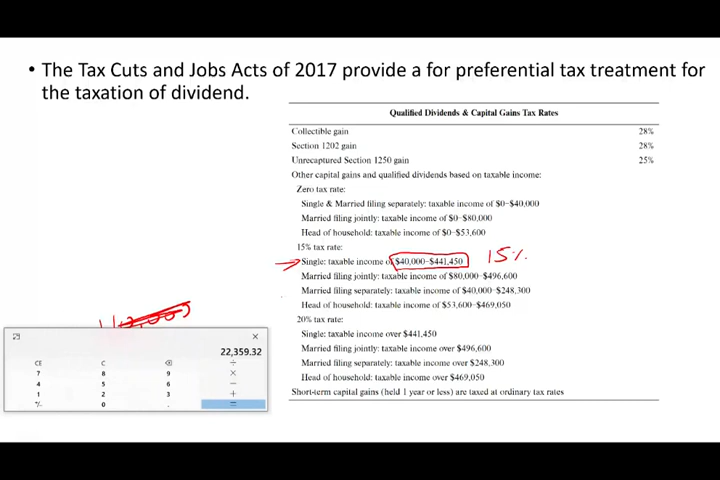 • The Tax Cuts and Jobs Acts of 2017 provide a for preferential tax treatment for
the taxation of dividend.
Qualified Dividends & Capital Gains Tax Rates
Collectible gain 28%
Section 1202 gain 28%
Unrecaptured Section 1250 gain 25%
Other capital gains and qualified dividends based on taxable income:
Zero tax rate:
Single & Married filing separately: taxable income of $0–$40,000
Married filing jointly: taxable income of $0–$80,000
Head of household: taxable income of $0–$53,600
15% tax rate:
Single: taxable income of $40,000–$441,450 15%
Married filing jointly: taxable income of $80,000–$496,600
Married filing separately: taxable income of $40,000–$248,300
Head of household: taxable income of $53,600–$469,050
20% tax rate:
Single: taxable income over $441,450
Married filing jointly: taxable income over $496,600
Married filing separately: taxable income over $248,300
Head of household: taxable income over $469,050
Short-term capital gains (held 1 year or less) are taxed at ordinary tax rates
22,359.32
CE C ⌫ ÷
7 8 9 ×
4 5 6 −
1 2 3 +
% 0 . =